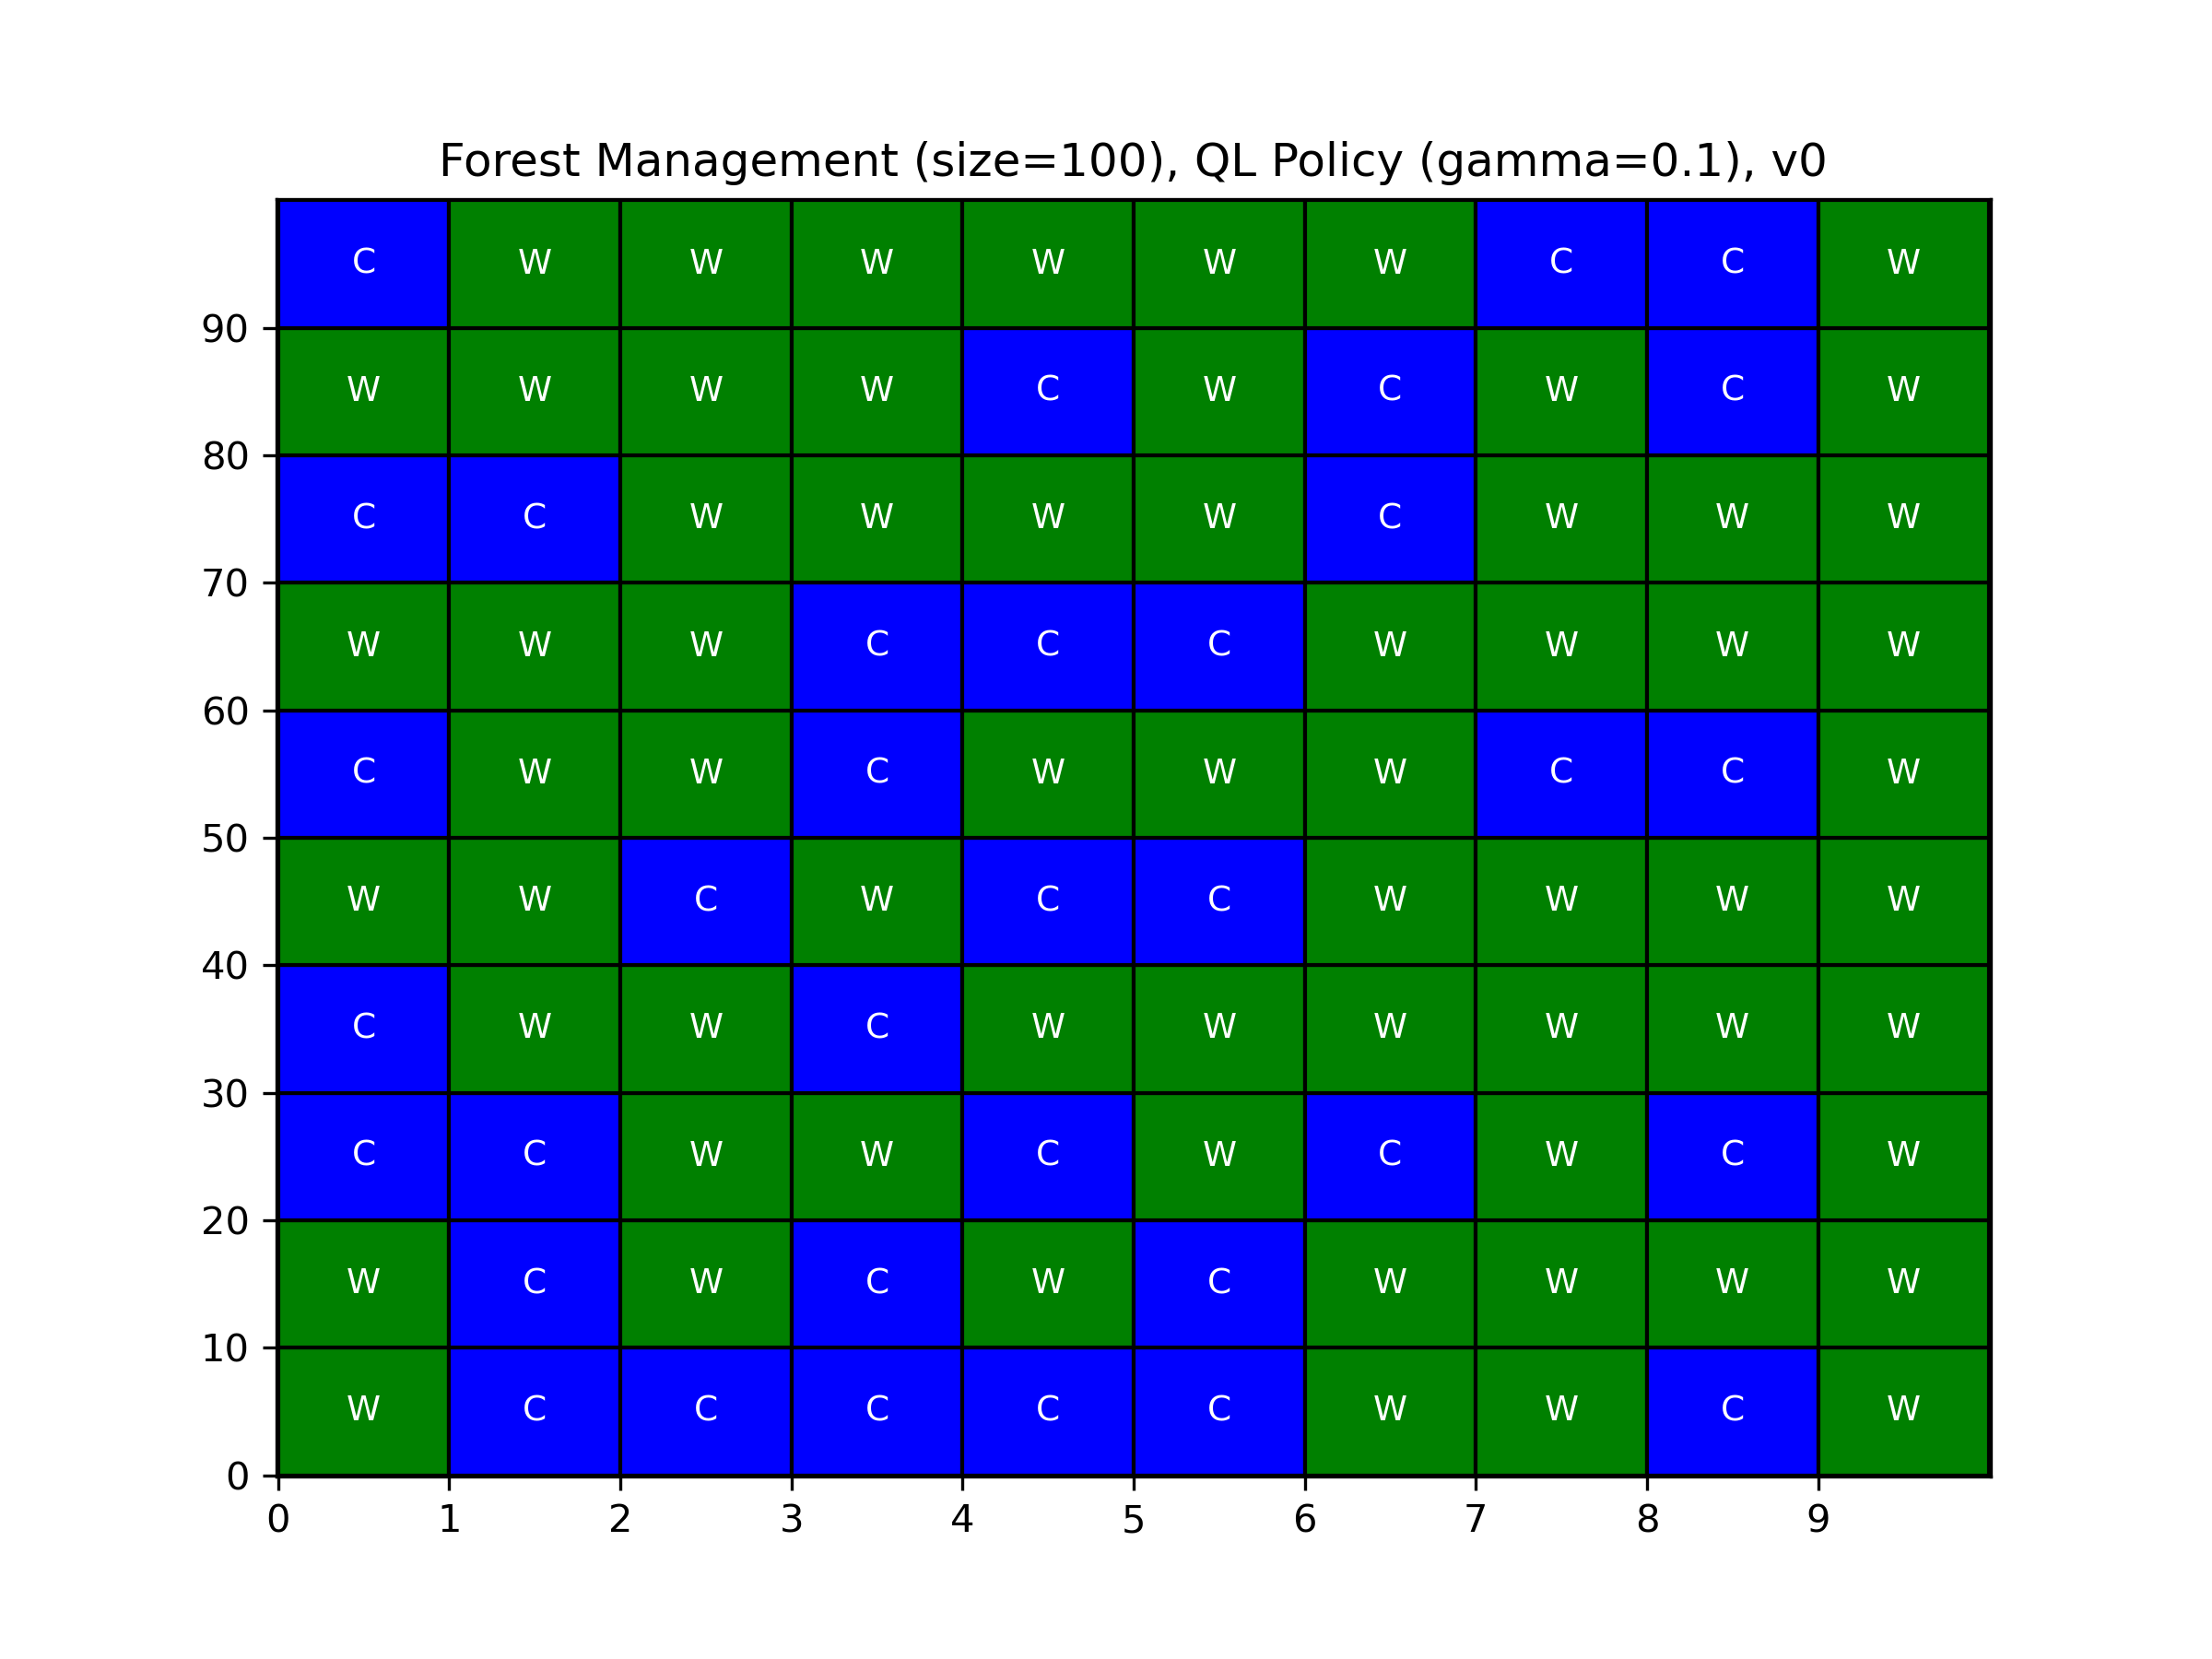 Forest Management (size=100), QL Policy (gamma=0.1), v0
C W W W W W W C C W
90
W W W W C W C W C W
80
C C W W W W C W W W
70
W W W C C C W W W W
60
C W W C W W W C C W
50
W W C W C C W W W W
40
C W W C W W W W W W
30
C C W W C W C W C W
20
W C W C W C W W W W
10
W C C C C C W W C W
0
0 1 2 3 4 5 6 7 8 9